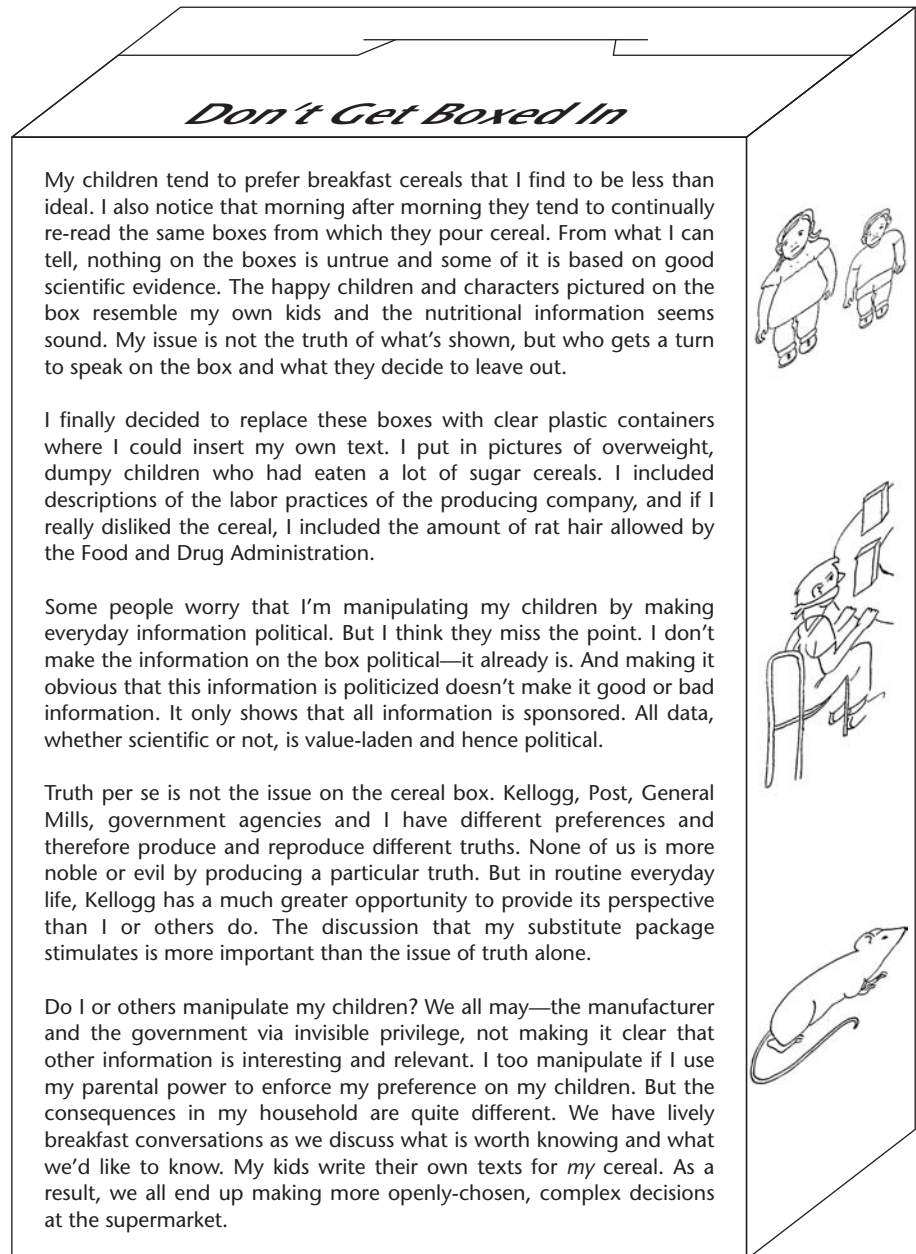 Don't Get Boxed In
My children tend to prefer breakfast cereals that I find to be less than
ideal. I also notice that morning after morning they tend to continually
re-read the same boxes from which they pour cereal. From what I can
tell, nothing on the boxes is untrue and some of it is based on good
scientific evidence. The happy children and characters pictured on the
box resemble my own kids and the nutritional information seems
sound. My issue is not the truth of what's shown, but who gets a turn
to speak on the box and what they decide to leave out.
I finally decided to replace these boxes with clear plastic containers
where I could insert my own text. I put in pictures of overweight,
dumpy children who had eaten a lot of sugar cereals. I included
descriptions of the labor practices of the producing company, and if I
really disliked the cereal, I included the amount of rat hair allowed by
the Food and Drug Administration.
Some people worry that I'm manipulating my children by making
everyday information political. But I think they miss the point. I don't
make the information on the box political—it already is. And making it
obvious that this information is politicized doesn't make it good or bad
information. It only shows that all information is sponsored. All data,
whether scientific or not, is value-laden and hence political.
Truth per se is not the issue on the cereal box. Kellogg, Post, General
Mills, government agencies and I have different preferences and
therefore produce and reproduce different truths. None of us is more
noble or evil by producing a particular truth. But in routine everyday
life, Kellogg has a much greater opportunity to provide its perspective
than I or others do. The discussion that my substitute package
stimulates is more important than the issue of truth alone.
Do I or others manipulate my children? We all may—the manufacturer
and the government via invisible privilege, not making it clear that
other information is interesting and relevant. I too manipulate if I use
my parental power to enforce my preference on my children. But the
consequences in my household are quite different. We have lively
breakfast conversations as we discuss what is worth knowing and what
we'd like to know. My kids write their own texts for my cereal. As a
result, we all end up making more openly-chosen, complex decisions
at the supermarket.